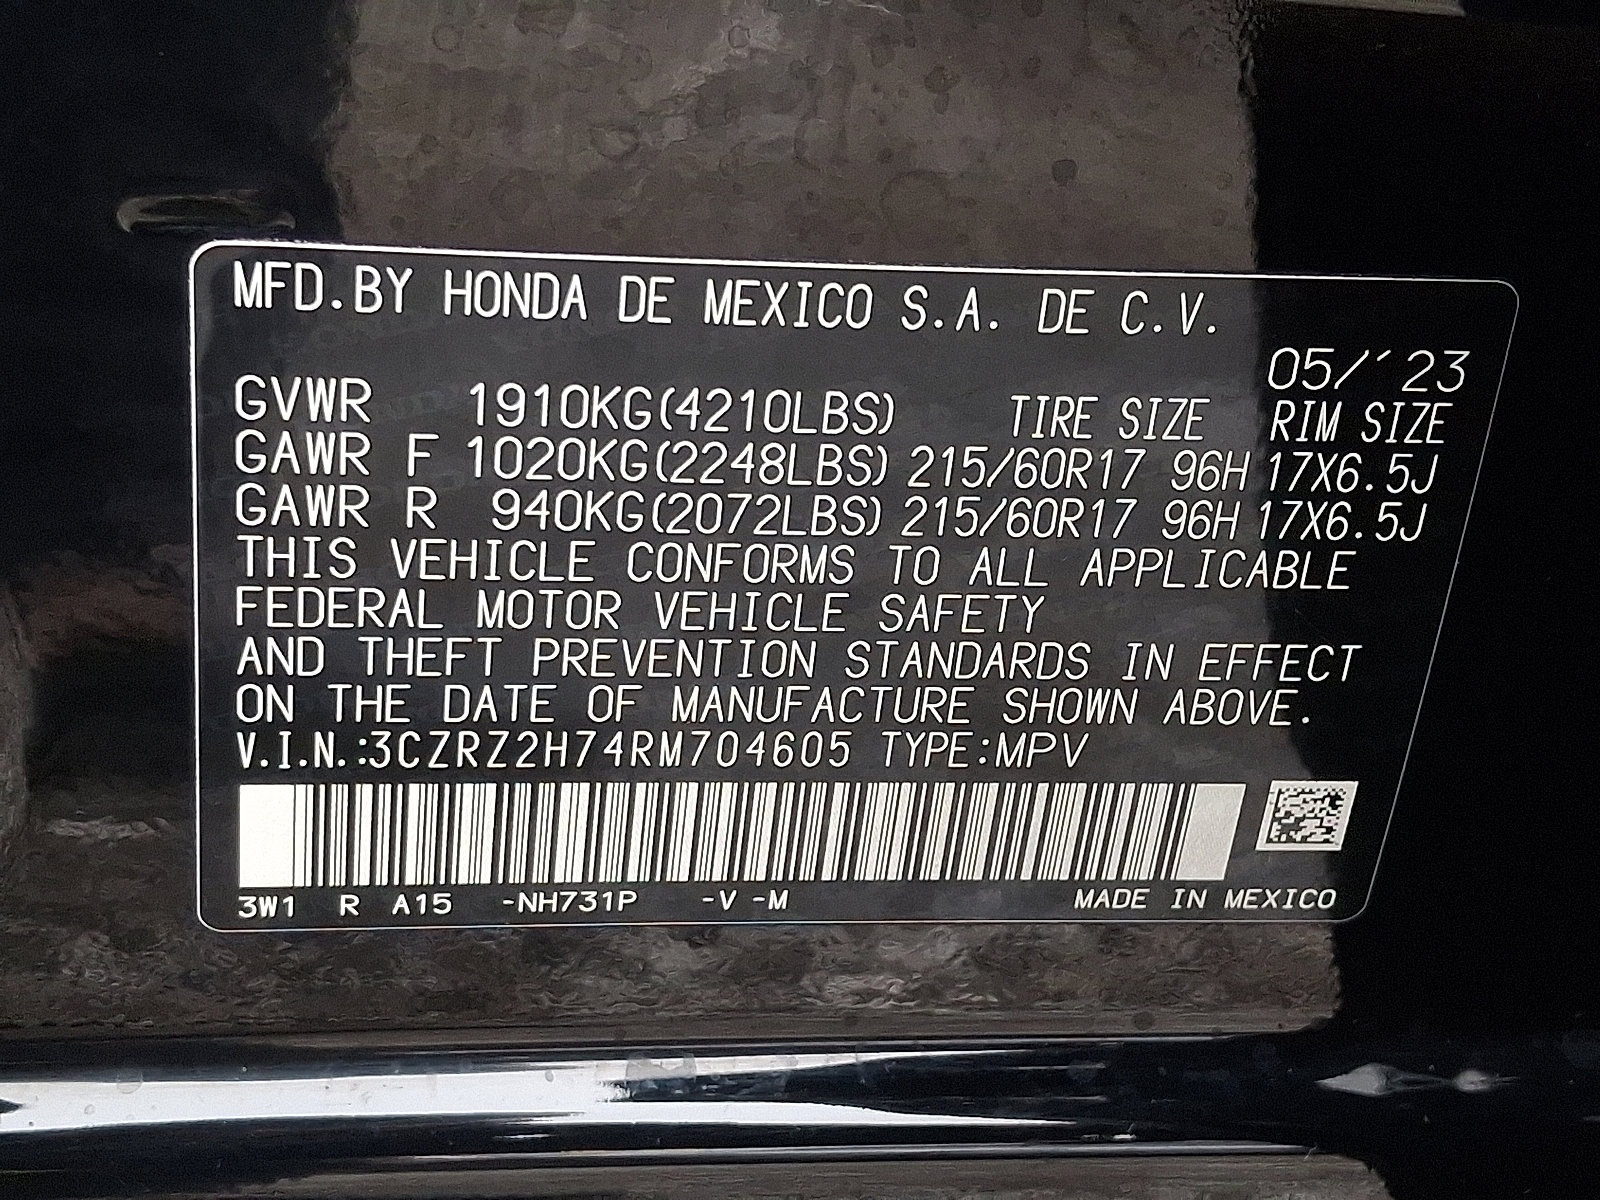 MFD.BY HONDA DE MEXICO S.A. DE C.V.
05/'23
GVWR 1910KG(4210LBS) TIRE SIZE RIM SIZE
GAWR F 1020KG(2248LBS) 215/60R17 96H 17X6.5J
GAWR R 940KG(2072LBS) 215/60R17 96H 17X6.5J
THIS VEHICLE CONFORMS TO ALL APPLICABLE
FEDERAL MOTOR VEHICLE SAFETY
AND THEFT PREVENTION STANDARDS IN EFFECT
ON THE DATE OF MANUFACTURE SHOWN ABOVE.
V.I.N.:3CZRZ2H74RM704605 TYPE:MPV
3W1 R A15 -NH731P -V -M MADE IN MEXICO